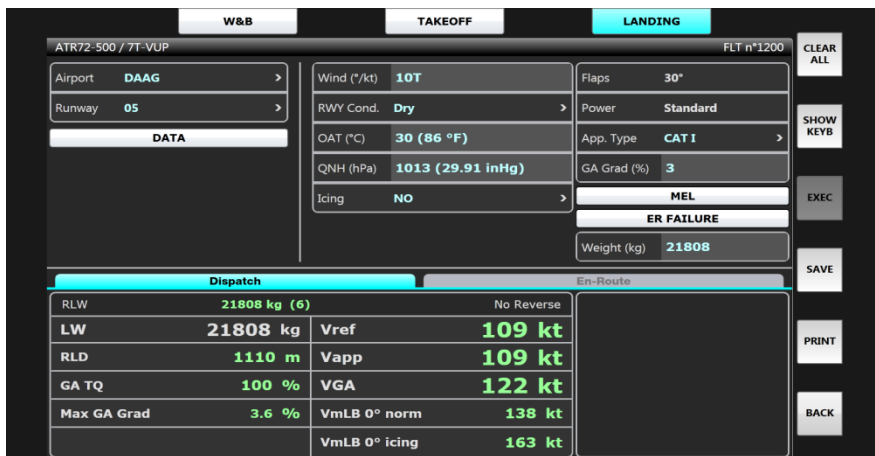 W&B TAKEOFF LANDING
ATR72-500 / 7T-VUP FLT n°1200
CLEAR ALL
Airport DAAG >
Runway 05 >
DATA
Wind (°/kt) 10T
RWY Cond. Dry >
OAT (°C) 30 (86 °F)
QNH (hPa) 1013 (29.91 inHg)
Icing NO >
Flaps 30°
Power Standard
App. Type CAT I >
GA Grad (%) 3
MEL
ER FAILURE
Weight (kg) 21808
SHOW KEYB
EXEC
SAVE
PRINT
BACK
Dispatch En-Route
RLW 21808 kg (6) No Reverse
LW 21808 kg Vref 109 kt
RLD 1110 m Vapp 109 kt
GA TQ 100 % VGA 122 kt
Max GA Grad 3.6 % VmLB 0° norm 138 kt
VmLB 0° icing 163 kt